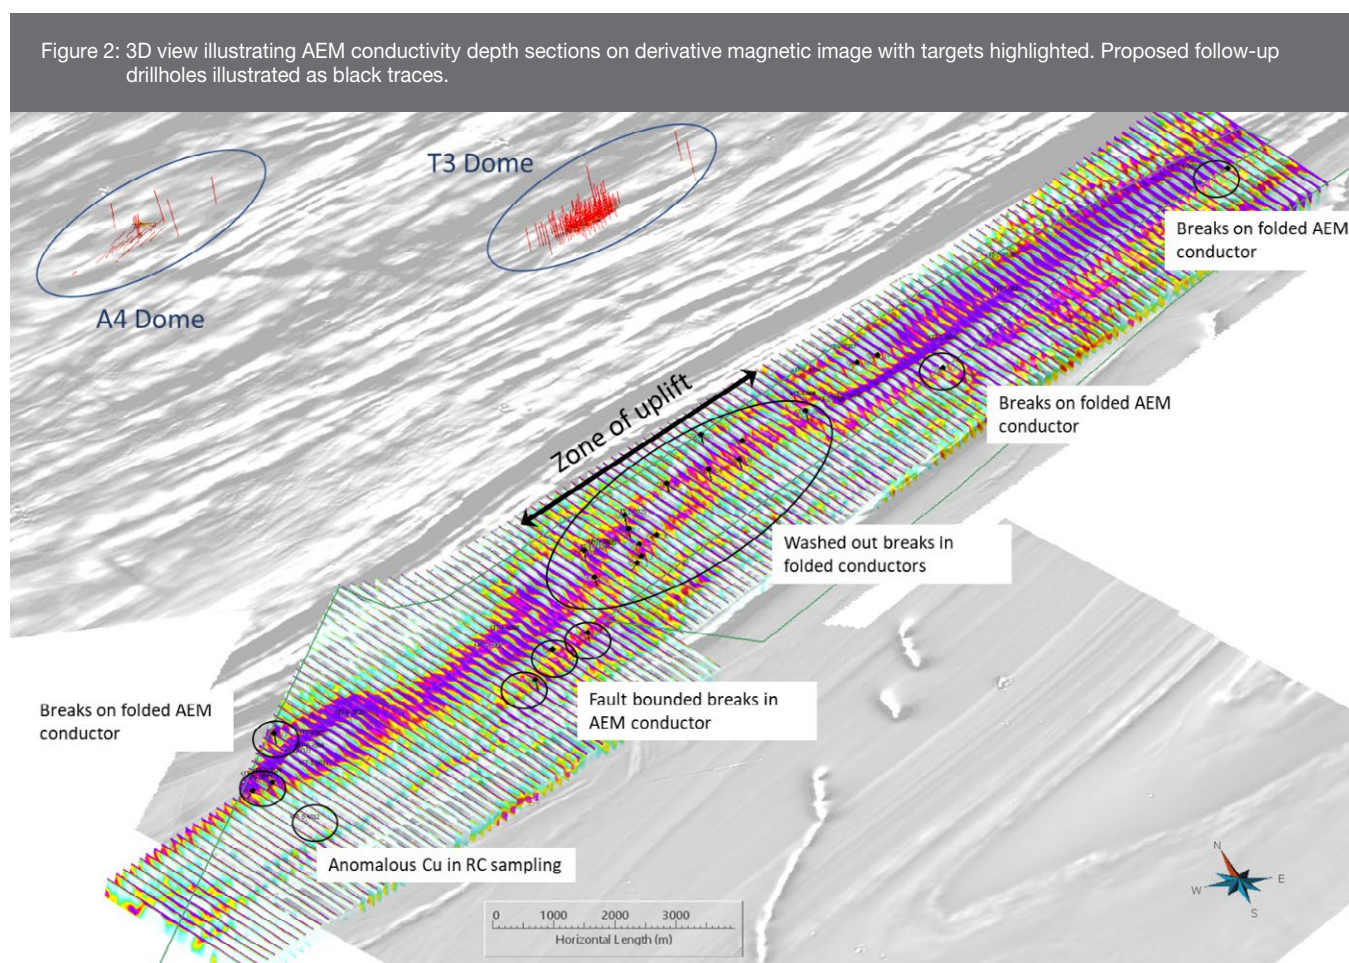 Figure 2: 3D view illustrating AEM conductivity depth sections on derivative magnetic image with targets highlighted. Proposed follow-up
drillholes illustrated as black traces.
T3 Dome
A4 Dome
Breaks on folded AEM
conductor
Zone of uplift
Breaks on folded AEM
conductor
Washed out breaks in
folded conductors
Breaks on folded AEM
conductor
Fault bounded breaks in
AEM conductor
Anomalous Cu in RC sampling
N
W
E
S
0 1000 2000 3000
Horizontal Length (m)